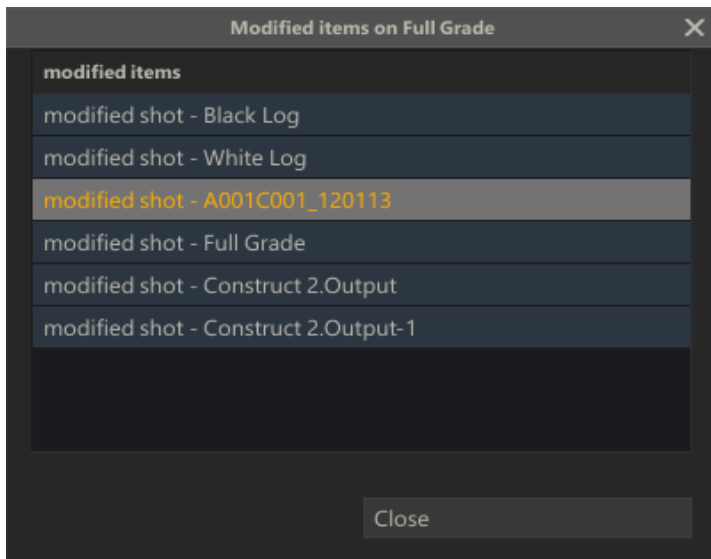 Modified items on Full Grade
modified items
modified shot - Black Log
modified shot - White Log
modified shot - A001C001_120113
modified shot - Full Grade
modified shot - Construct 2.Output
modified shot - Construct 2.Output-1
Close